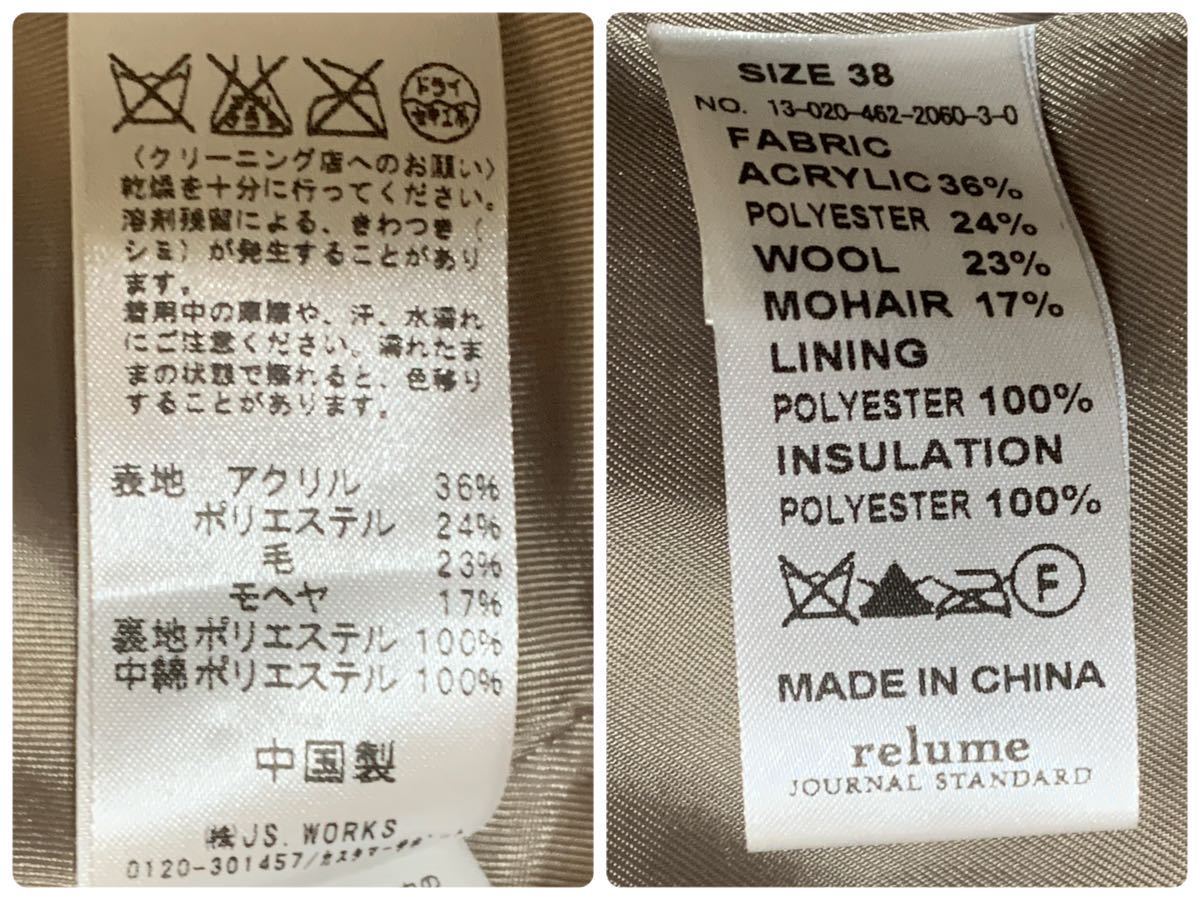 ドライ
セキユ系
〈クリーニング店へのお願い〉
乾燥を十分に行ってください。
溶剤残留による、きわつき（
シミ）が発生することがあり
ます。
着用中の摩擦や、汗、水濡れ
にご注意ください。濡れたま
まの状態で擦れると、色移り
することがあります。
表地 アクリル 36%
ポリエステル 24%
毛 23%
モヘヤ 17%
裏地ポリエステル 100%
中綿ポリエステル 100%
中国製
㈱JS. WORKS
0120-301457/カスタマー
SIZE 38
NO. 13-020-462-2060-3-0
FABRIC
ACRYLIC 36%
POLYESTER 24%
WOOL 23%
MOHAIR 17%
LINING
POLYESTER 100%
INSULATION
POLYESTER 100%
F
MADE IN CHINA
relume
JOURNAL STANDARD